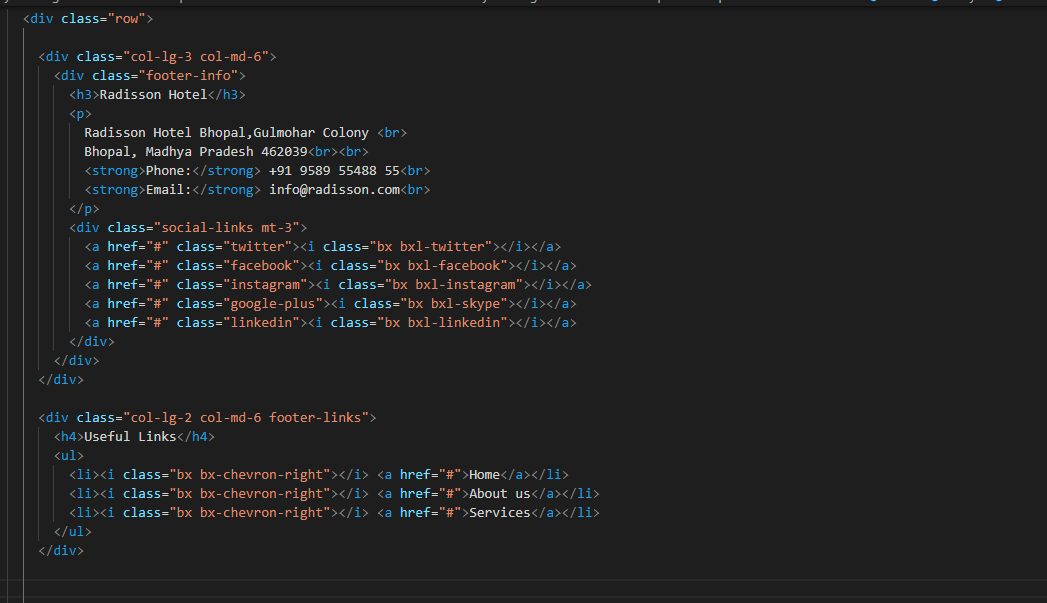 <div class="row">
<div class="col-lg-3 col-md-6">
<div class="footer-info">
<h3>Radisson Hotel</h3>
<p>
Radisson Hotel Bhopal,Gulmohar Colony <br>
Bhopal, Madhya Pradesh 462039<br><br>
<strong>Phone:</strong> +91 9589 55488 55<br>
<strong>Email:</strong> info@radisson.com<br>
</p>
<div class="social-links mt-3">
<a href="#" class="twitter"><i class="bx bxl-twitter"></i></a>
<a href="#" class="facebook"><i class="bx bxl-facebook"></i></a>
<a href="#" class="instagram"><i class="bx bxl-instagram"></i></a>
<a href="#" class="google-plus"><i class="bx bxl-skype"></i></a>
<a href="#" class="linkedin"><i class="bx bxl-linkedin"></i></a>
</div>
</div>
</div>
<div class="col-lg-2 col-md-6 footer-links">
<h4>Useful Links</h4>
<ul>
<li><i class="bx bx-chevron-right"></i> <a href="#">Home</a></li>
<li><i class="bx bx-chevron-right"></i> <a href="#">About us</a></li>
<li><i class="bx bx-chevron-right"></i> <a href="#">Services</a></li>
</ul>
</div>